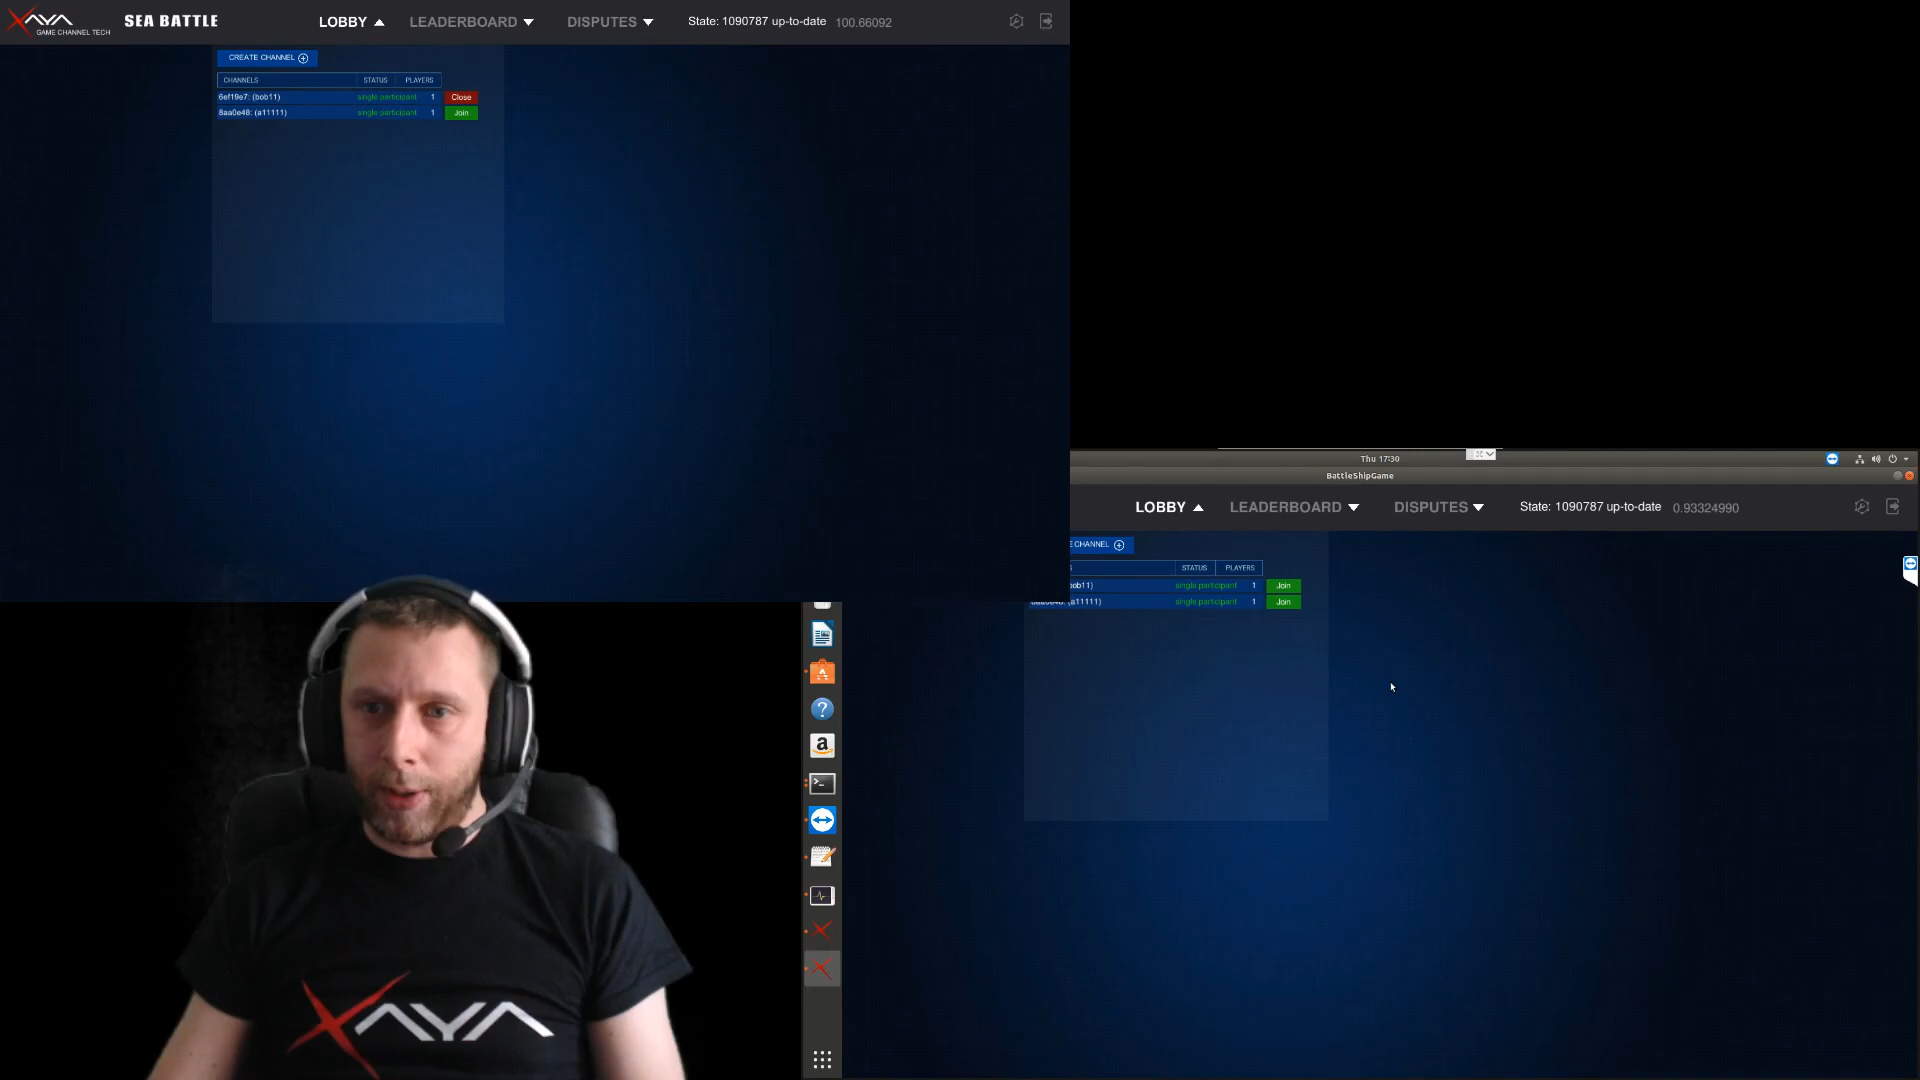 XAYA
GAME CHANNEL TECH
SEA BATTLE
LOBBY
LEADERBOARD
DISPUTES
State: 1090787 up-to-date
100.66092
CREATE CHANNEL
CHANNELS
STATUS
PLAYERS
6ef19e7: (bob11)
single participant
1
Close
8aa0e48: (a11111)
single participant
1
Join
Thu 17:30
BattleShipGame
LOBBY
LEADERBOARD
DISPUTES
State: 1090787 up-to-date
0.93324990
CHANNEL
STATUS
PLAYERS
bob11)
single participant
1
Join
(a11111)
single participant
1
Join
XAYA